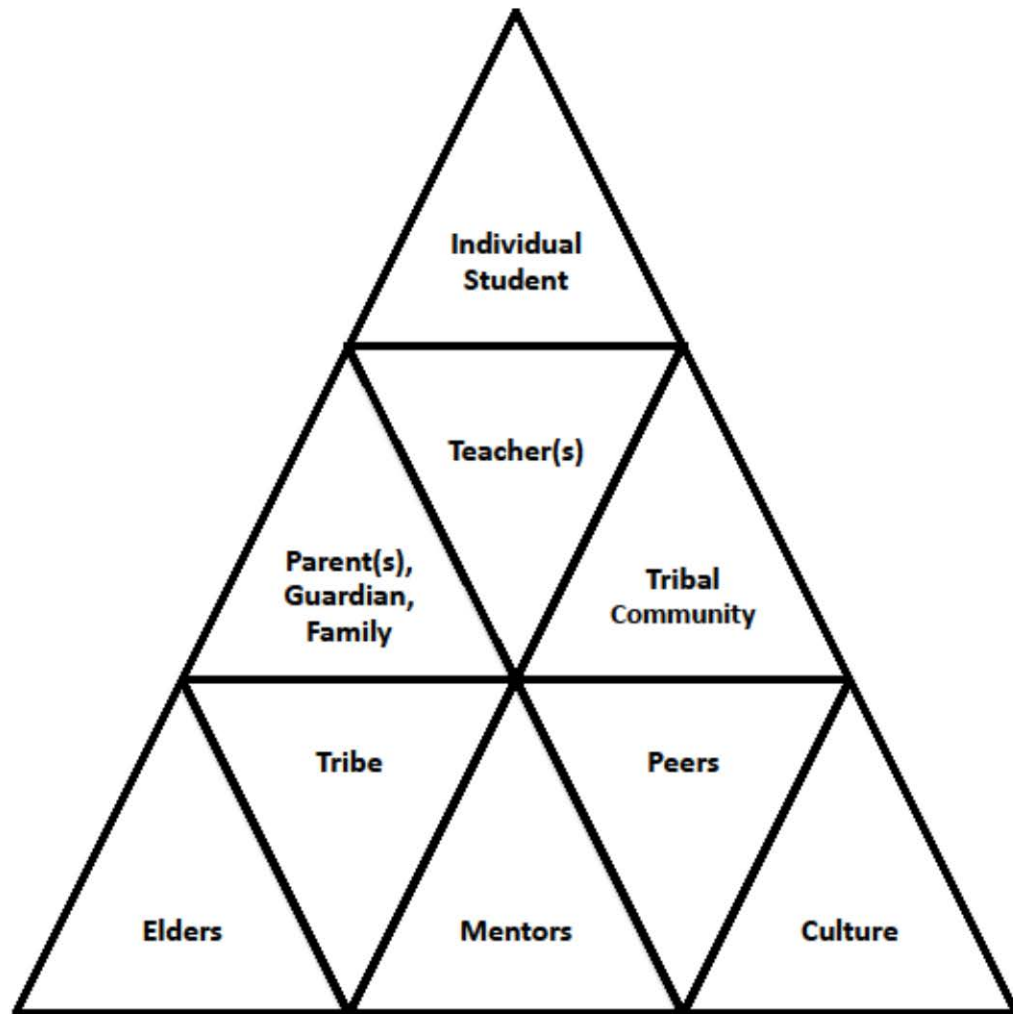 Individual
Student
Teacher(s)
Parent(s),
Guardian,
Family
Tribal
Community
Tribe
Peers
Elders
Mentors
Culture